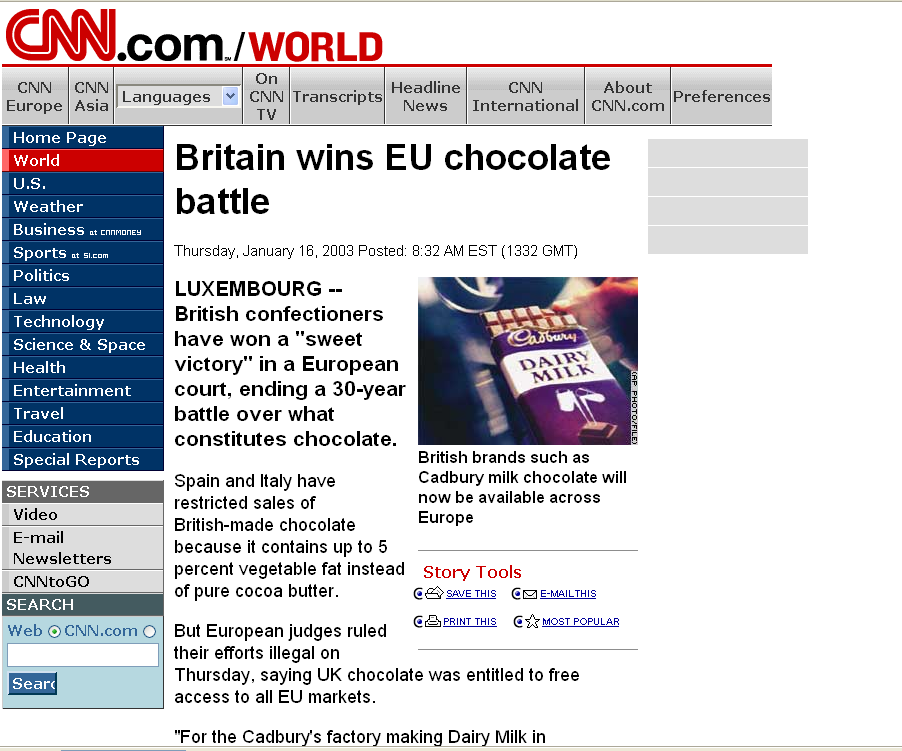 CNN.com./WORLD
CNN Europe
CNN Asia
Languages
On CNN TV
Transcripts
Headline News
CNN International
About CNN.com
Preferences
Home Page
World
U.S.
Weather
Business at CNNMONEY
Sports at SI.com
Politics
Law
Technology
Science & Space
Health
Entertainment
Travel
Education
Special Reports
SERVICES
Video
E-mail
Newsletters
CNNtoGO
SEARCH
Web CNN.com
Searc
Britain wins EU chocolate
battle
Thursday, January 16, 2003 Posted: 8:32 AM EST (1332 GMT)
LUXEMBOURG --
British confectioners
have won a "sweet
victory" in a European
court, ending a 30-year
battle over what
constitutes chocolate.
Spain and Italy have
restricted sales of
British-made chocolate
because it contains up to 5
percent vegetable fat instead
of pure cocoa butter.
But European judges ruled
their efforts illegal on
Thursday, saying UK chocolate was entitled to free
access to all EU markets.
"For the Cadbury's factory making Dairy Milk in
Cadbury
DAIRY
MILK
(AP PHOTO/FILE)
British brands such as
Cadbury milk chocolate will
now be available across
Europe
Story Tools
SAVE THIS
E-MAIL THIS
PRINT THIS
MOST POPULAR